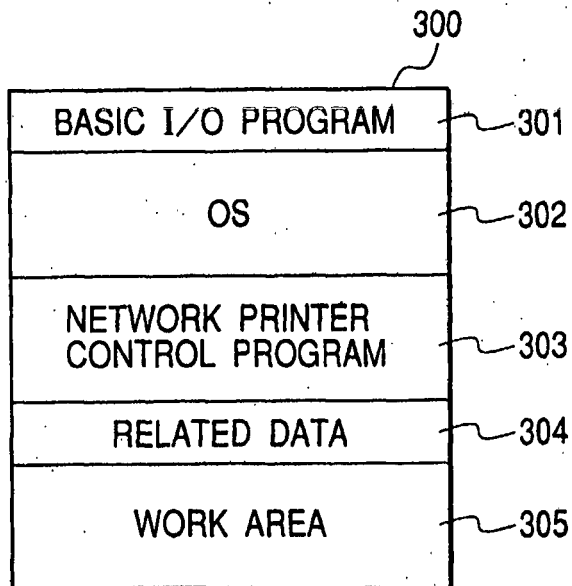 300
BASIC I/O PROGRAM 301
OS 302
NETWORK PRINTER
CONTROL PROGRAM 303
RELATED DATA 304
WORK AREA 305